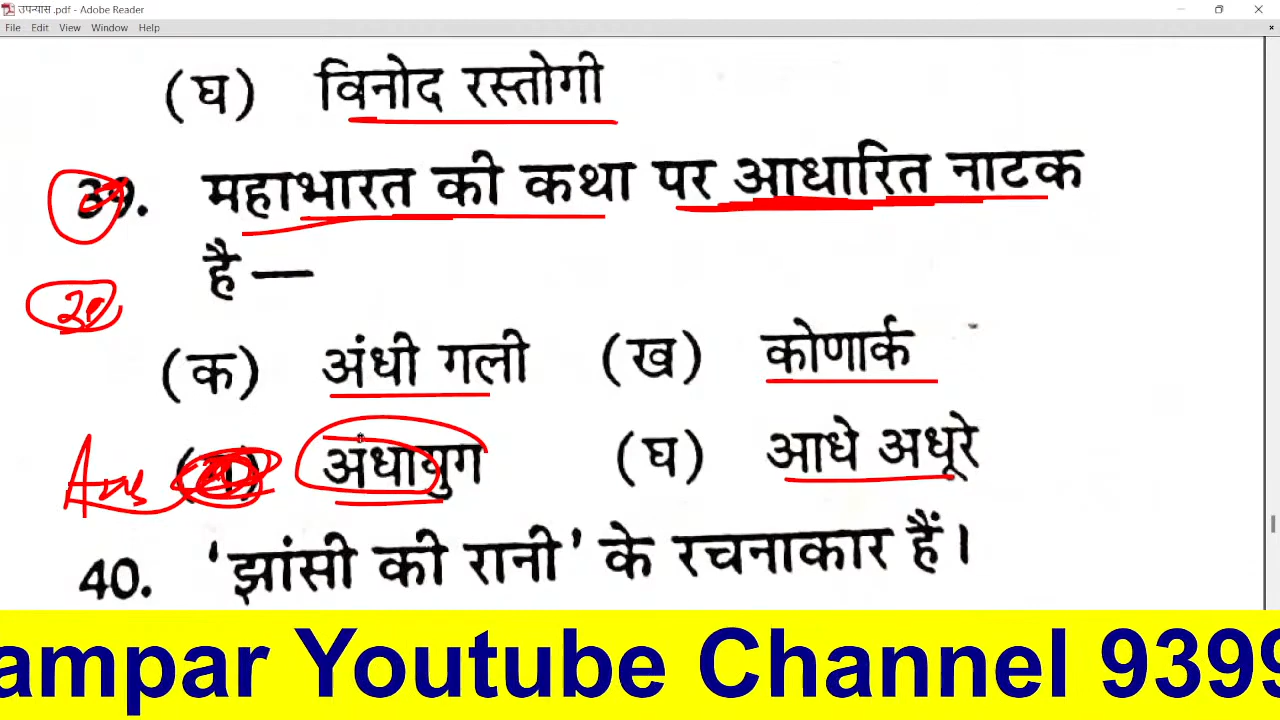 उपन्यास .pdf - Adobe Reader
File Edit View Window Help
(घ) विनोद रस्तोगी
39. महाभारत की कथा पर आधारित नाटक
है —
(क) अंधी गली (ख) कोणार्क
Ans अंधायुग (घ) आधे अधूरे
40. 'झांसी की रानी' के रचनाकार हैं।
ampar Youtube Channel 9399